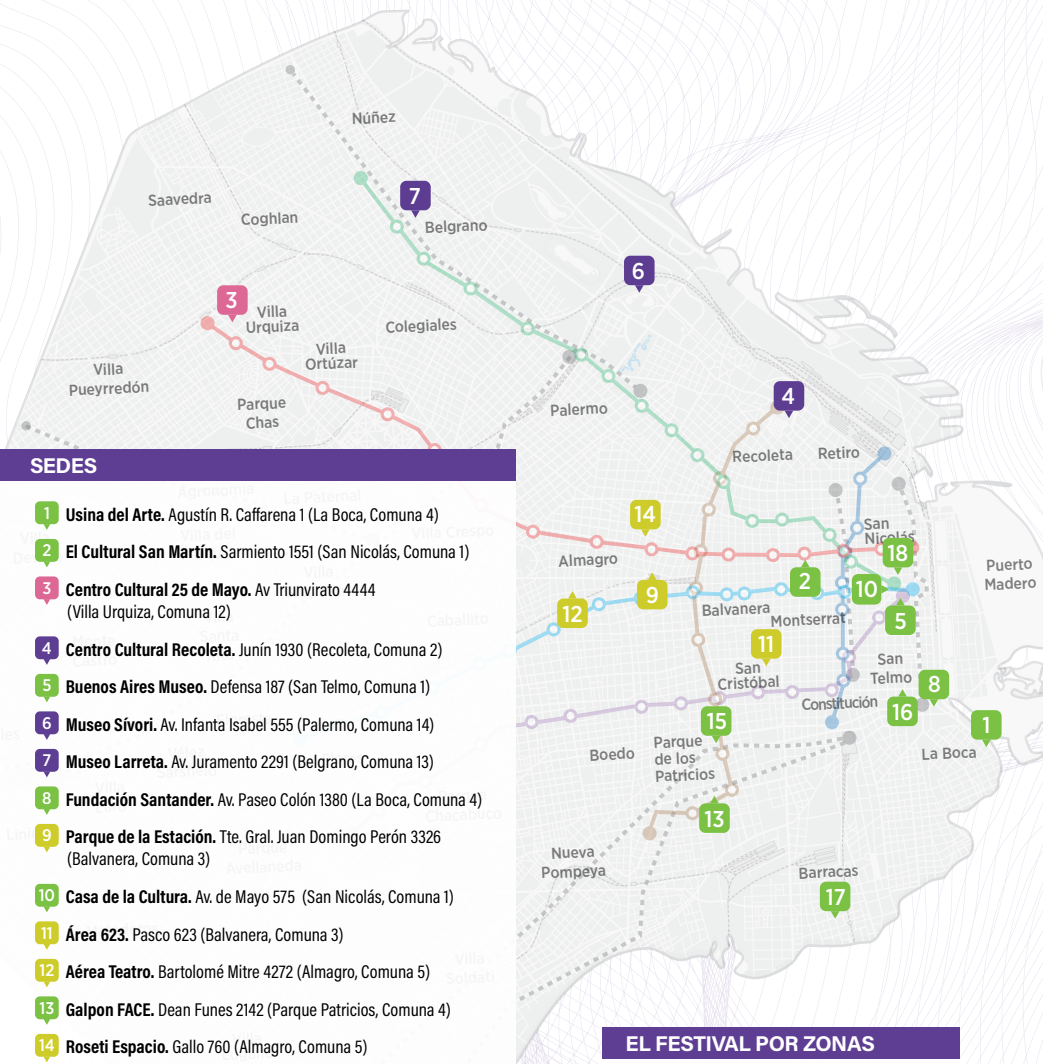 Núñez
Saavedra
7
Coghlan
Belgrano
6
3
Villa
Urquiza
Colegiales
Villa
Ortúzar
Villa
Pueyrredón
4
Parque
Chas
Palermo
Recoleta
Retiro
SEDES
Agronomía
La Paternal
1 Usina del Arte. Agustín R. Caffarena 1 (La Boca, Comuna 4)
14
San
Nicolás
Villa Crespo
2 El Cultural San Martín. Sarmiento 1551 (San Nicolás, Comuna 1)
Almagro
18
Puerto
Madero
3 Centro Cultural 25 de Mayo. Av Triunvirato 4444
(Villa Urquiza, Comuna 12)
2
10
9
12
Balvanera
Montserrat
5
Caballito
4 Centro Cultural Recoleta. Junín 1930 (Recoleta, Comuna 2)
11
San
Cristóbal
San
Telmo
5 Buenos Aires Museo. Defensa 187 (San Telmo, Comuna 1)
8
Constitución
16
6 Museo Sívori. Av. Infanta Isabel 555 (Palermo, Comuna 14)
15
1
Boedo
Parque
de los
Patricios
La Boca
7 Museo Larreta. Av. Juramento 2291 (Belgrano, Comuna 13)
8 Fundación Santander. Av. Paseo Colón 1380 (La Boca, Comuna 4)
Chacabuco
13
9 Parque de la Estación. Tte. Gral. Juan Domingo Perón 3326
(Balvanera, Comuna 3)
Avellaneda
Nueva
Pompeya
Barracas
17
10 Casa de la Cultura. Av. de Mayo 575 (San Nicolás, Comuna 1)
11 Área 623. Pasco 623 (Balvanera, Comuna 3)
Villa
Soldati
12 Aérea Teatro. Bartolomé Mitre 4272 (Almagro, Comuna 5)
13 Galpon FACE. Dean Funes 2142 (Parque Patricios, Comuna 4)
14 Roseti Espacio. Gallo 760 (Almagro, Comuna 5)
EL FESTIVAL POR ZONAS